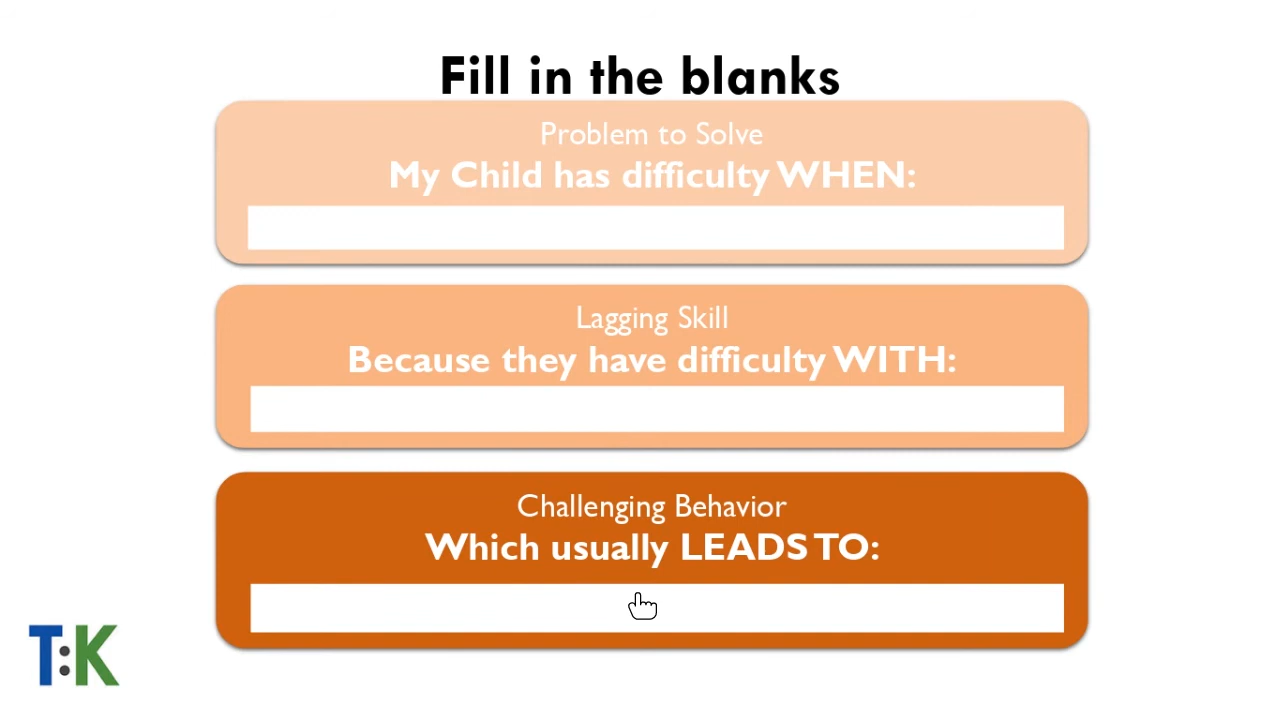 Fill in the blanks
Problem to Solve
My Child has difficulty WHEN:
Lagging Skill
Because they have difficulty WITH:
Challenging Behavior
Which usually LEADS TO:
T:K